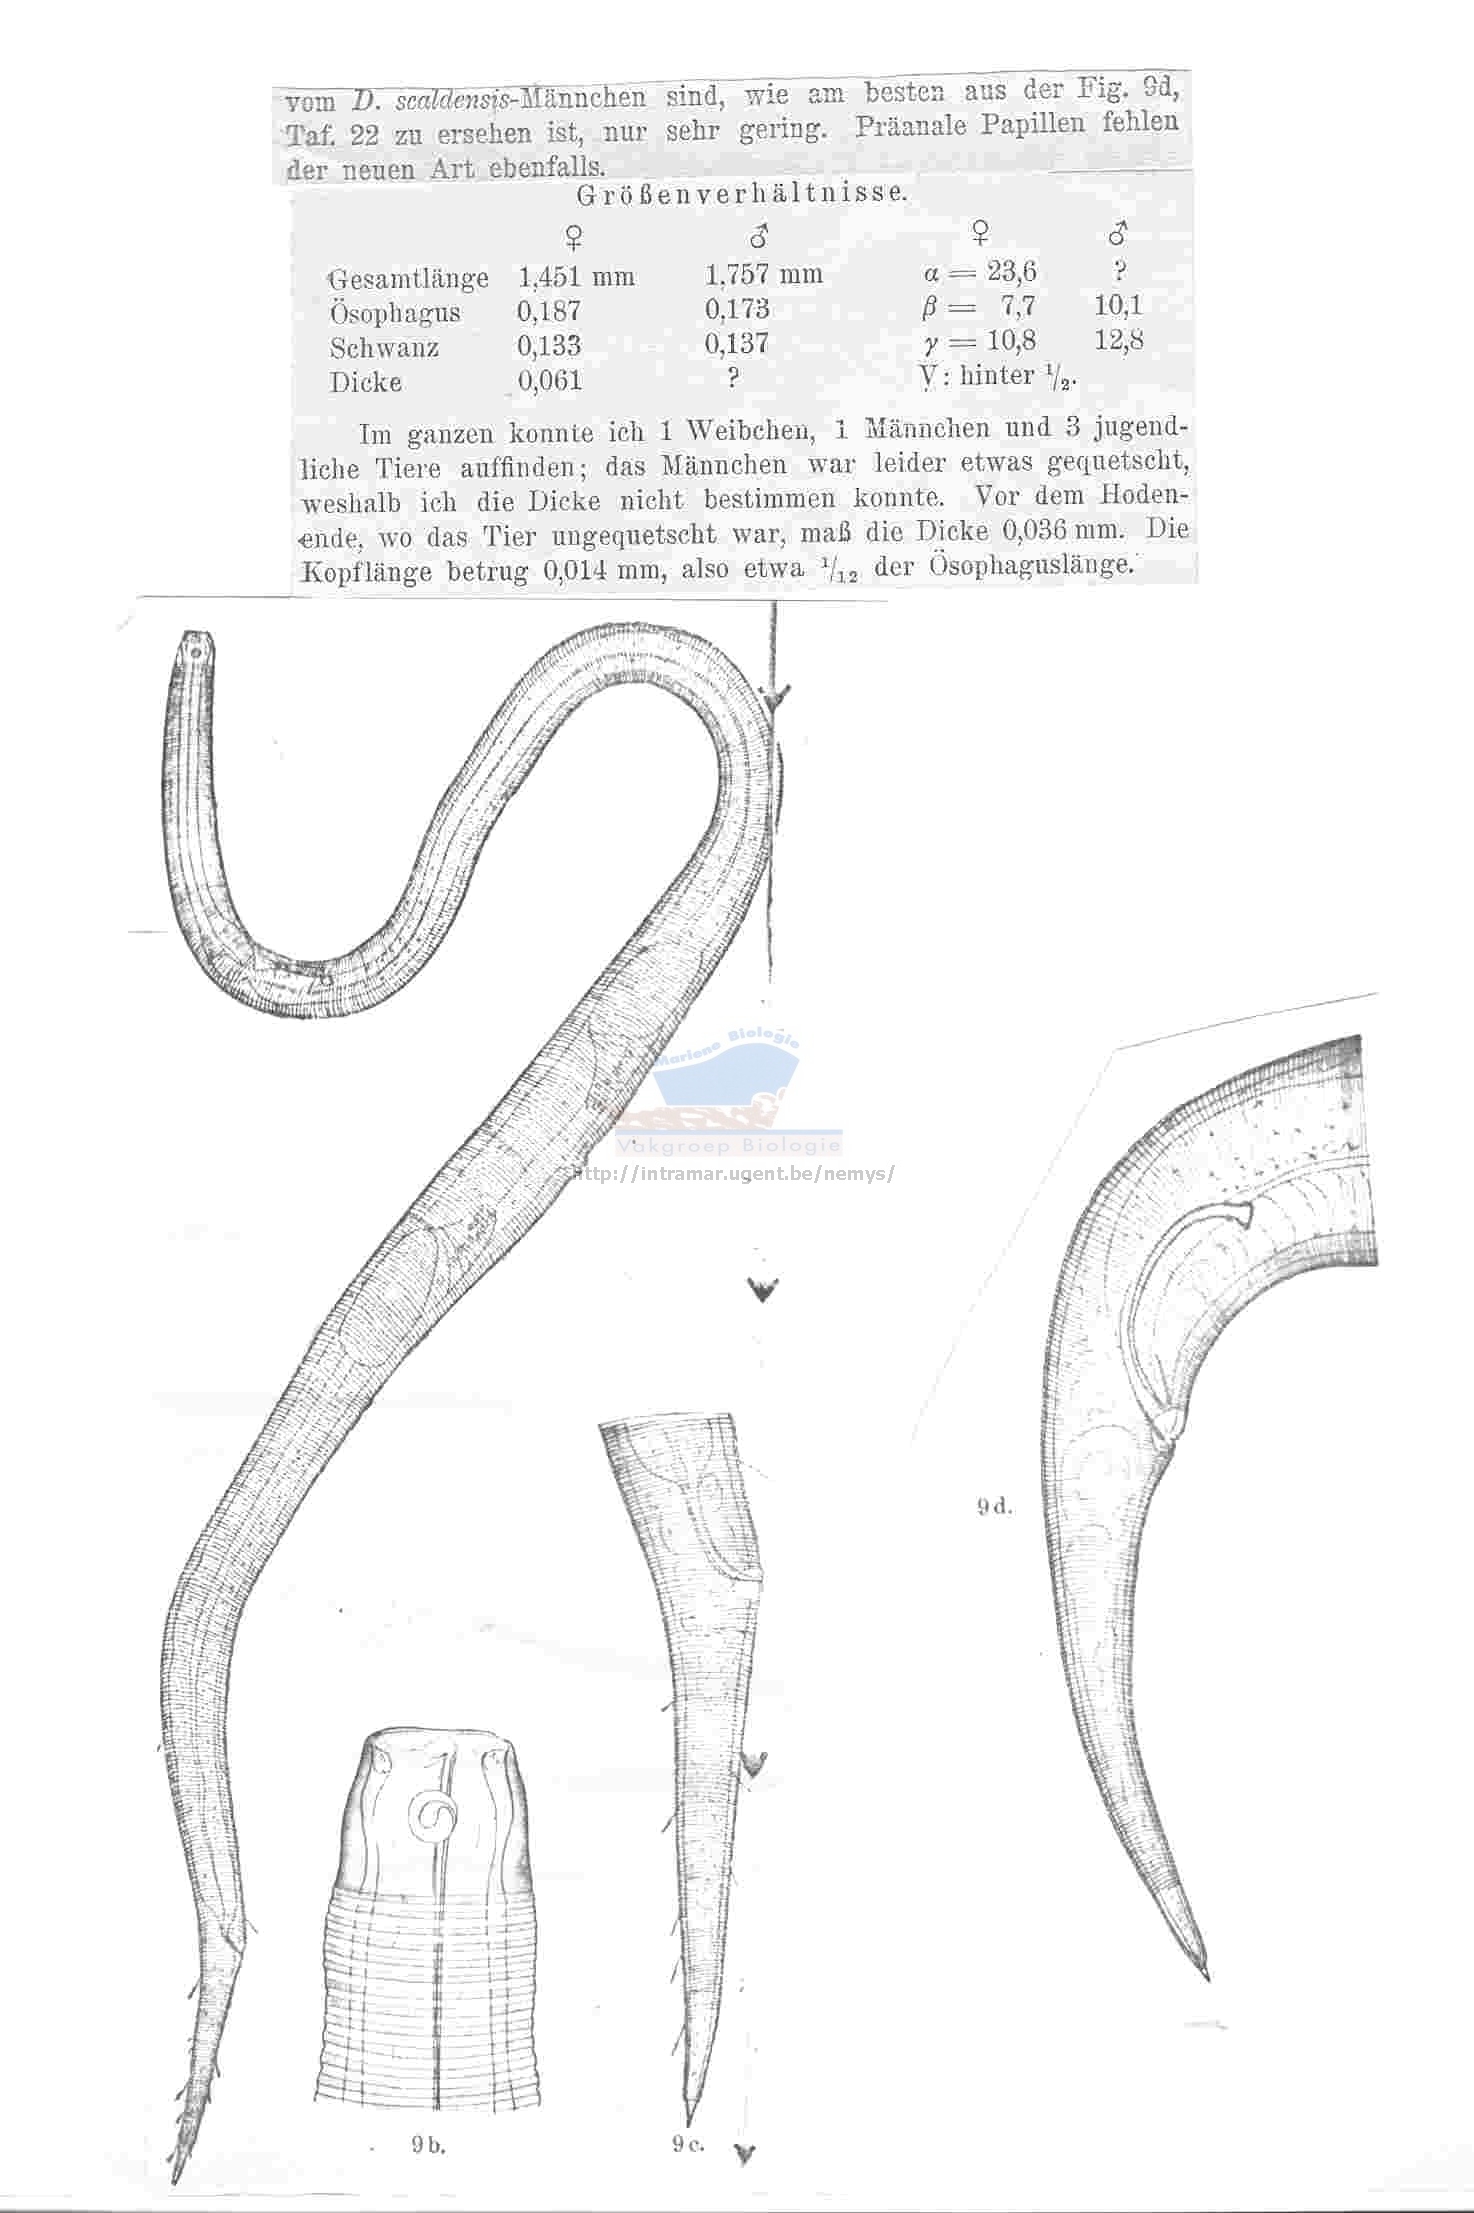 vom D. scaldensis-Männchen sind, wie am besten aus der Fig. 9d,
Taf. 22 zu ersehen ist, nur sehr gering. Präanale Papillen fehlen
der neuen Art ebenfalls.
Größenverhältnisse.
♀ ♂ ♀ ♂
Gesamtlänge 1,451 mm 1,757 mm α = 23,6 ?
Ösophagus 0,187 0,173 β = 7,7 10,1
Schwanz 0,133 0,137 γ = 10,8 12,8
Dicke 0,061 ? V: hinter 1/2.
Im ganzen konnte ich 1 Weibchen, 1 Männchen und 3 jugend-
liche Tiere auffinden; das Männchen war leider etwas gequetscht,
weshalb ich die Dicke nicht bestimmen konnte. Vor dem Hoden-
ende, wo das Tier ungequetscht war, maß die Dicke 0,036 mm. Die
Kopflänge betrug 0,014 mm, also etwa 1/12 der Ösophaguslänge.
Mariene Biologie
Vakgroep Biologie
http://intramar.ugent.be/nemys/
9d.
9b.
9c.